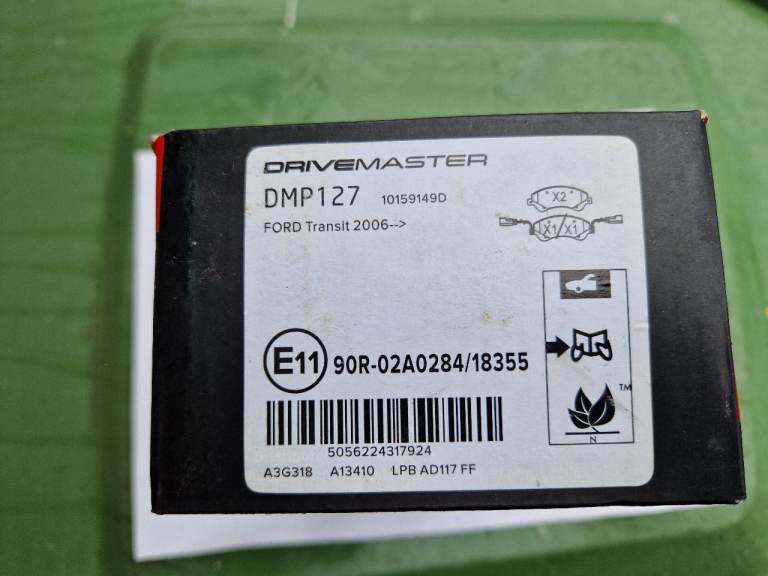 DRIVEMASTER
DMP127 10159149D
FORD Transit 2006-->
X2
X1/X1
E11 90R-02A0284/18355
5056224317924
A3G318 A13410 LPB AD117 FF
TM
N